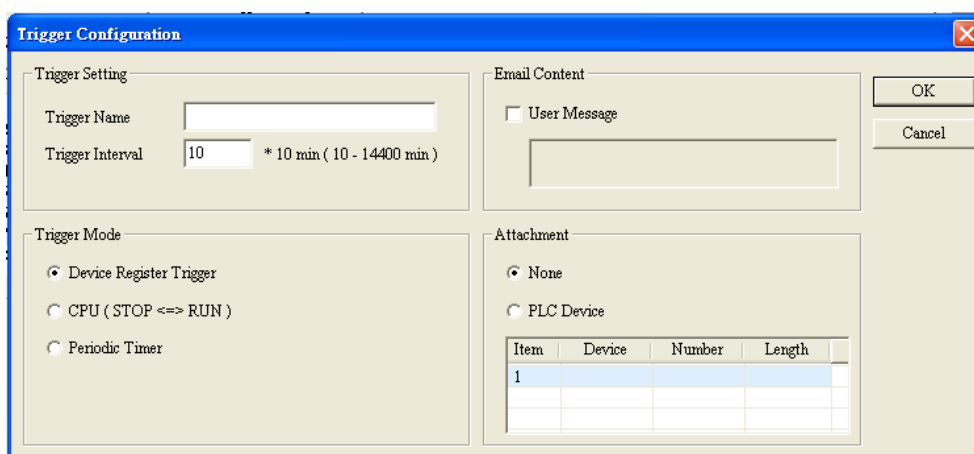 Trigger Configuration
Trigger Setting
Trigger Name
Trigger Interval 10 * 10 min ( 10 - 14400 min )
Email Content
User Message
OK
Cancel
Trigger Mode
Device Register Trigger
CPU ( STOP <=> RUN )
Periodic Timer
Attachment
None
PLC Device
Item Device Number Length
1